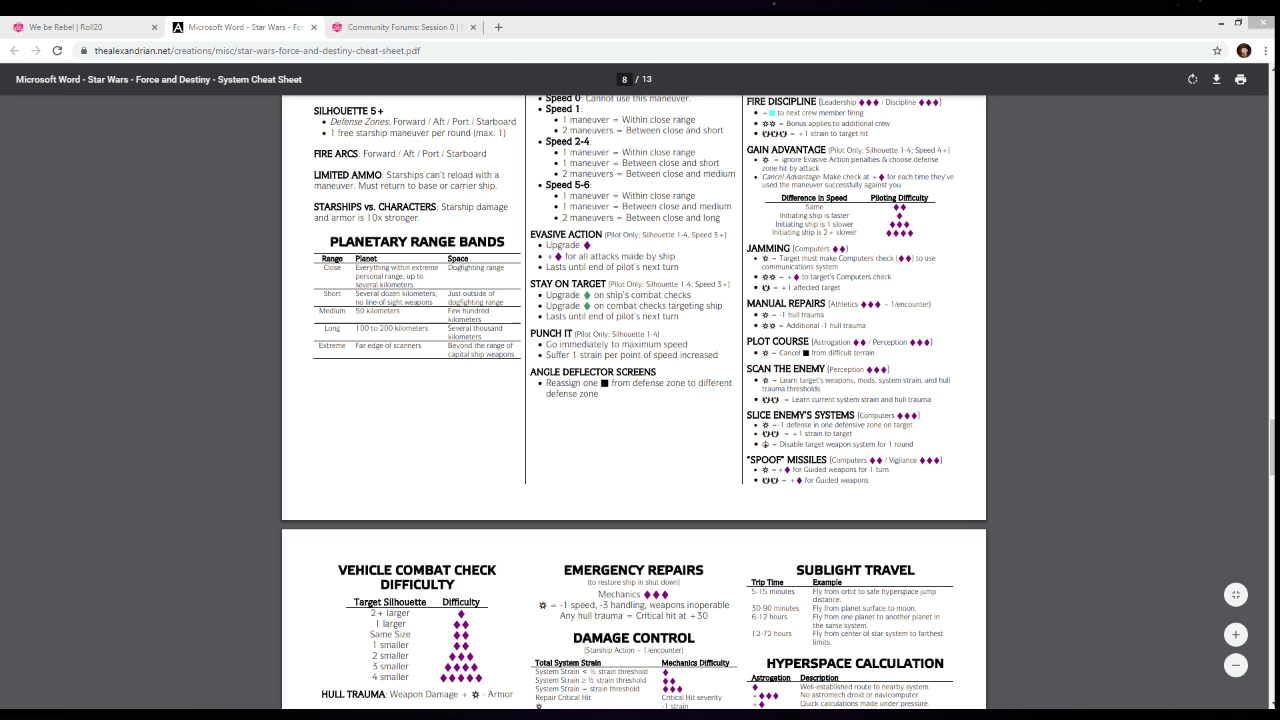 We be Rebel | Roll20
Microsoft Word - Star Wars - For
Community Forums: Session 0 | R
thealexandrian.net/creations/misc/star-wars-force-and-destiny-cheat-sheet.pdf
Microsoft Word - Star Wars - Force and Destiny - System Cheat Sheet
8 / 13
SILHOUETTE 5+
• Defense Zones: Forward / Aft / Port / Starboard
• 1 free starship maneuver per round (max. 1)
FIRE ARCS: Forward / Aft / Port / Starboard
LIMITED AMMO: Starships can't reload with a
maneuver. Must return to base or carrier ship.
STARSHIPS vs. CHARACTERS: Starship damage
and armor is 10x stronger.
PLANETARY RANGE BANDS
Range Planet Space
Close Everything within extreme personal range, up to several kilometers Dogfighting range
Short Several dozen kilometers, no line-of-sight weapons Just outside of dogfighting range
Medium 50 kilometers Few hundred kilometers
Long 100 to 200 kilometers Several thousand kilometers
Extreme Far edge of scanners Beyond the range of capital ship weapons
• Speed 0: Cannot use this maneuver.
• Speed 1:
• 1 maneuver = Within close range
• 2 maneuvers = Between close and short
• Speed 2-4:
• 1 maneuver = Within close range
• 1 maneuver = Between close and short
• 2 maneuvers = Between close and medium
• Speed 5-6:
• 1 maneuver = Within close range
• 1 maneuver = Between close and medium
• 2 maneuvers = Between close and long
EVASIVE ACTION (Pilot Only; Silhouette 1-4, Speed 3+)
• Upgrade ♦
• +♦ for all attacks made by ship
• Lasts until end of pilot's next turn
STAY ON TARGET (Pilot Only; Silhouette 1-4, Speed 3+)
• Upgrade ♦ on ship's combat checks
• Upgrade ♦ on combat checks targeting ship
• Lasts until end of pilot's next turn
PUNCH IT (Pilot Only; Silhouette 1-4)
• Go immediately to maximum speed
• Suffer 1 strain per point of speed increased
ANGLE DEFLECTOR SCREENS
• Reassign one ■ from defense zone to different
defense zone
FIRE DISCIPLINE (Leadership ♦♦♦ / Discipline ♦♦♦)
• +■ to next crew member firing
• = Bonus applies to additional crew
• = +1 strain to target hit
GAIN ADVANTAGE (Pilot Only; Silhouette 1-4; Speed 4+)
• = ignore Evasive Action penalties & choose defense
zone hit by attack
• Cancel Advantage: Make check at +♦ for each time they've
used the maneuver successfully against you.
Difference in Speed Piloting Difficulty
Same ♦♦
Initiating ship is faster ♦
Initiating ship is 1 slower ♦♦♦
Initiating ship is 2+ slower ♦♦♦♦
JAMMING (Computers ♦♦)
• = Target must make Computers check (♦♦) to use
communications system
• = +♦ to target's Computers check
• = +1 affected target
MANUAL REPAIRS (Athletics ♦♦♦ – 1/encounter)
• = -1 hull trauma
• = Additional -1 hull trauma
PLOT COURSE (Astrogation ♦♦ / Perception ♦♦♦)
• = Cancel ■ from difficult terrain
SCAN THE ENEMY (Perception ♦♦♦)
• = Learn target's weapons, mods, system strain, and hull
trauma thresholds
• = Learn current system strain and hull trauma
SLICE ENEMY'S SYSTEMS (Computers ♦♦♦)
• = -1 defense in one defensive zone on target
• = +1 strain to target
• = Disable target weapon system for 1 round
"SPOOF" MISSILES (Computers ♦♦ / Vigilance ♦♦♦)
• = +♦ for Guided weapons for 1 turn
• = +♦ for Guided weapons
VEHICLE COMBAT CHECK
DIFFICULTY
Target Silhouette Difficulty
2+ larger ♦
1 larger ♦♦
Same Size ♦♦
1 smaller ♦♦
2 smaller ♦♦♦
3 smaller ♦♦♦♦
4 smaller ♦♦♦♦♦
HULL TRAUMA: Weapon Damage + - Armor
EMERGENCY REPAIRS
(to restore ship in shut down)
Mechanics ♦♦♦
= -1 speed, -3 handling, weapons inoperable
Any hull trauma = Critical hit at +30
DAMAGE CONTROL
(Starship Action – 1/encounter)
Total System Strain Mechanics Difficulty
System Strain < ½ strain threshold ♦
System Strain ≥ ½ strain threshold ♦♦
System Strain = strain threshold ♦♦♦
Repair Critical Hit Critical Hit severity
-1 strain
SUBLIGHT TRAVEL
Trip Time Example
5-15 minutes Fly from orbit to safe hyperspace jump distance.
30-90 minutes Fly from planet surface to moon.
6-12 hours Fly from one planet to another planet in the same system.
12-72 hours Fly from center of star system to farthest limits.
HYPERSPACE CALCULATION
Astrogation Description
♦ Well-established route to nearby system.
+♦♦♦ No astromech droid or navicomputer.
+♦ Quick calculations made under pressure.